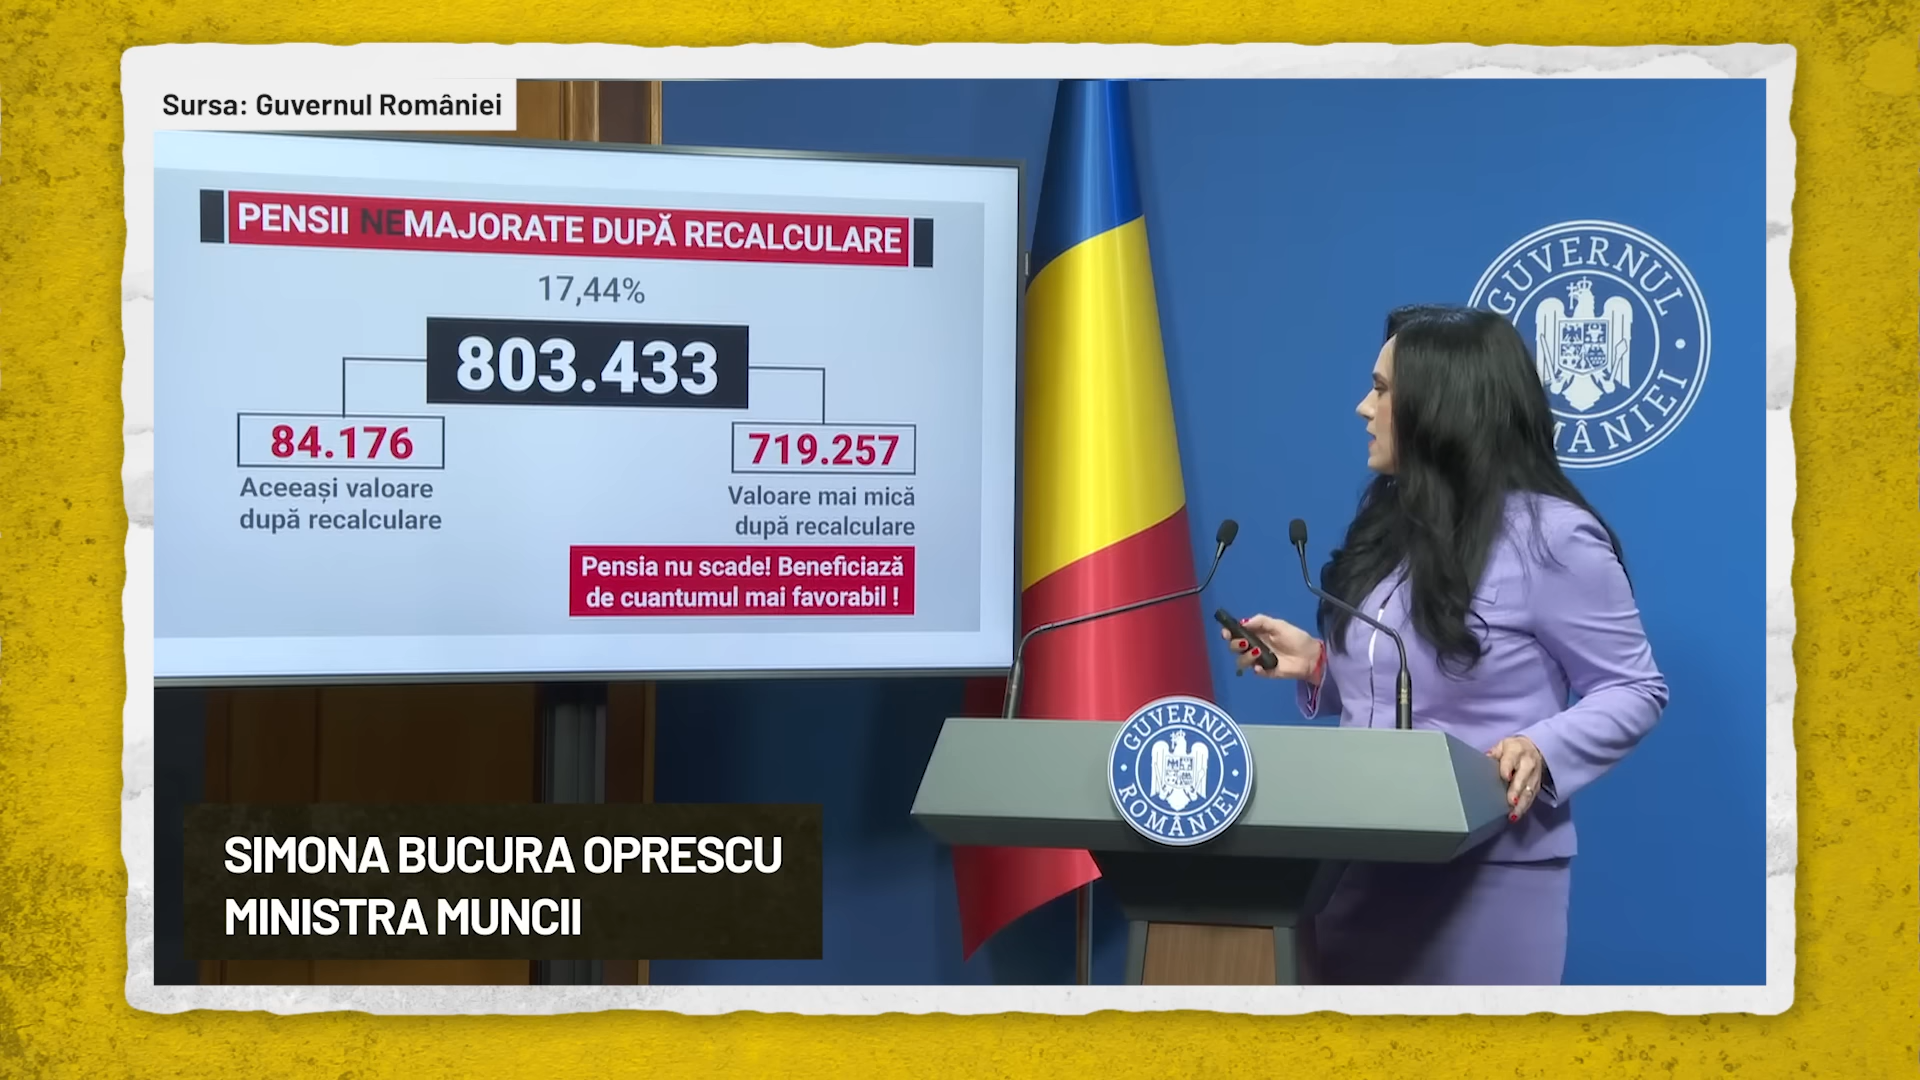 Sursa: Guvernul României
PENSII NEMAJORATE DUPĂ RECALCULARE
17,44%
803.433
84.176
Aceeași valoare
după recalculare
719.257
Valoare mai mică
după recalculare
Pensia nu scade! Beneficiază
de cuantumul mai favorabil !
GUVERNUL
ROMÂNIEI
SIMONA BUCURA OPRESCU
MINISTRA MUNCII
GUVERNUL
MÂNIEI